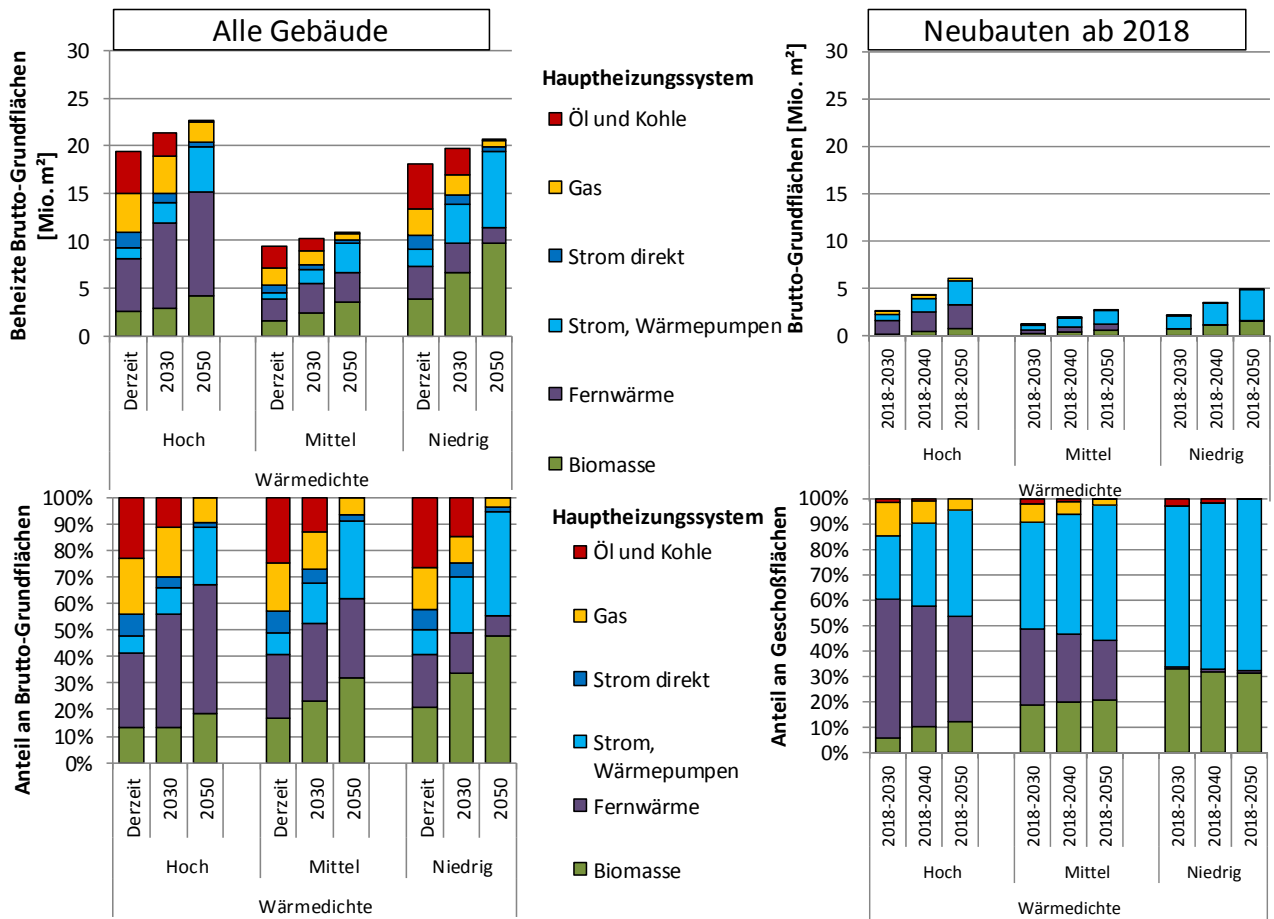 Alle Gebäude
Neubauten ab 2018
Beheizte Brutto-Grundflächen
[Mio. m²]
30
25
20
15
10
5
0
Derzeit
2030
2050
Derzeit
2030
2050
Derzeit
2030
2050
Hoch
Mittel
Niedrig
Wärmedichte
Hauptheizungssystem
Öl und Kohle
Gas
Strom direkt
Strom, Wärmepumpen
Fernwärme
Biomasse
Brutto-Grundflächen [Mio. m²]
30
25
20
15
10
5
0
2018-2030
2018-2040
2018-2050
2018-2030
2018-2040
2018-2050
2018-2030
2018-2040
2018-2050
Hoch
Mittel
Niedrig
Wärmedichte
Anteil an Brutto-Grundflächen
100%
90%
80%
70%
60%
50%
40%
30%
20%
10%
0%
Derzeit
2030
2050
Derzeit
2030
2050
Derzeit
2030
2050
Hoch
Mittel
Niedrig
Wärmedichte
Hauptheizungssystem
Öl und Kohle
Gas
Strom direkt
Strom,
Wärmepumpen
Fernwärme
Biomasse
Anteil an Geschoßflächen
100%
90%
80%
70%
60%
50%
40%
30%
20%
10%
0%
2018-2030
2018-2040
2018-2050
2018-2030
2018-2040
2018-2050
2018-2030
2018-2040
2018-2050
Hoch
Mittel
Niedrig
Wärmedichte